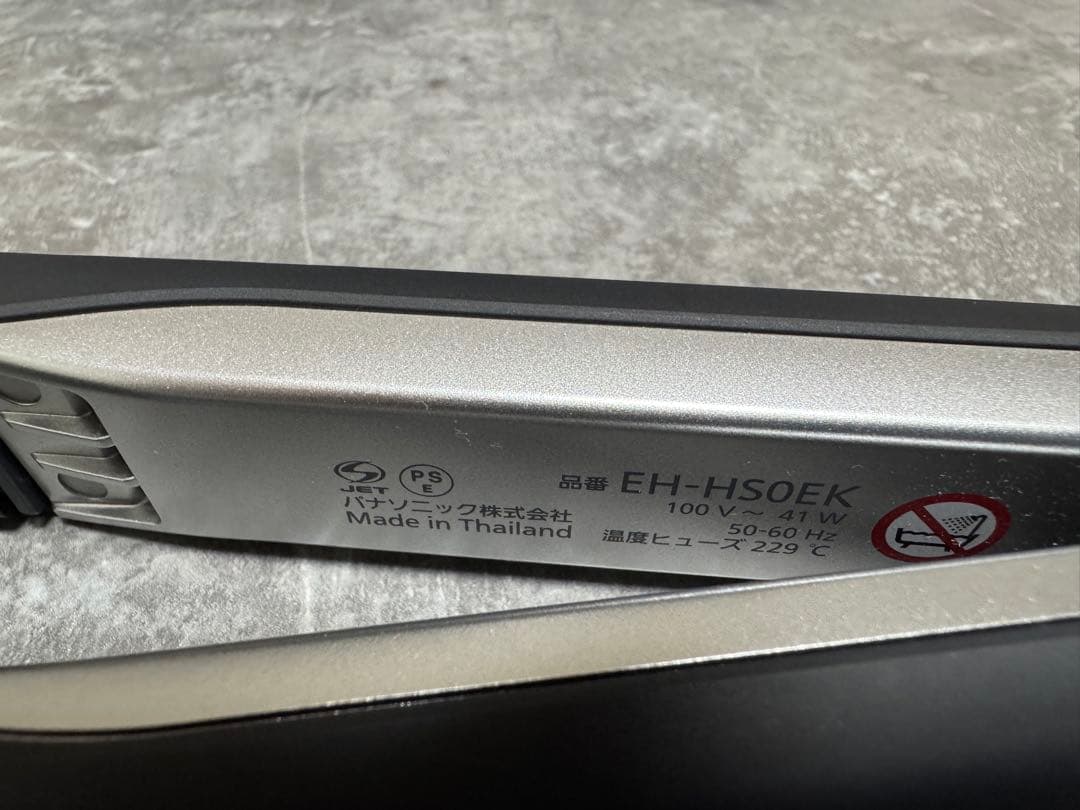 JET
PS
E
パナソニック株式会社
Made in Thailand
品番 EH-HS0EK
100 V～ 41 W
50-60 Hz
温度ヒューズ 229 ℃